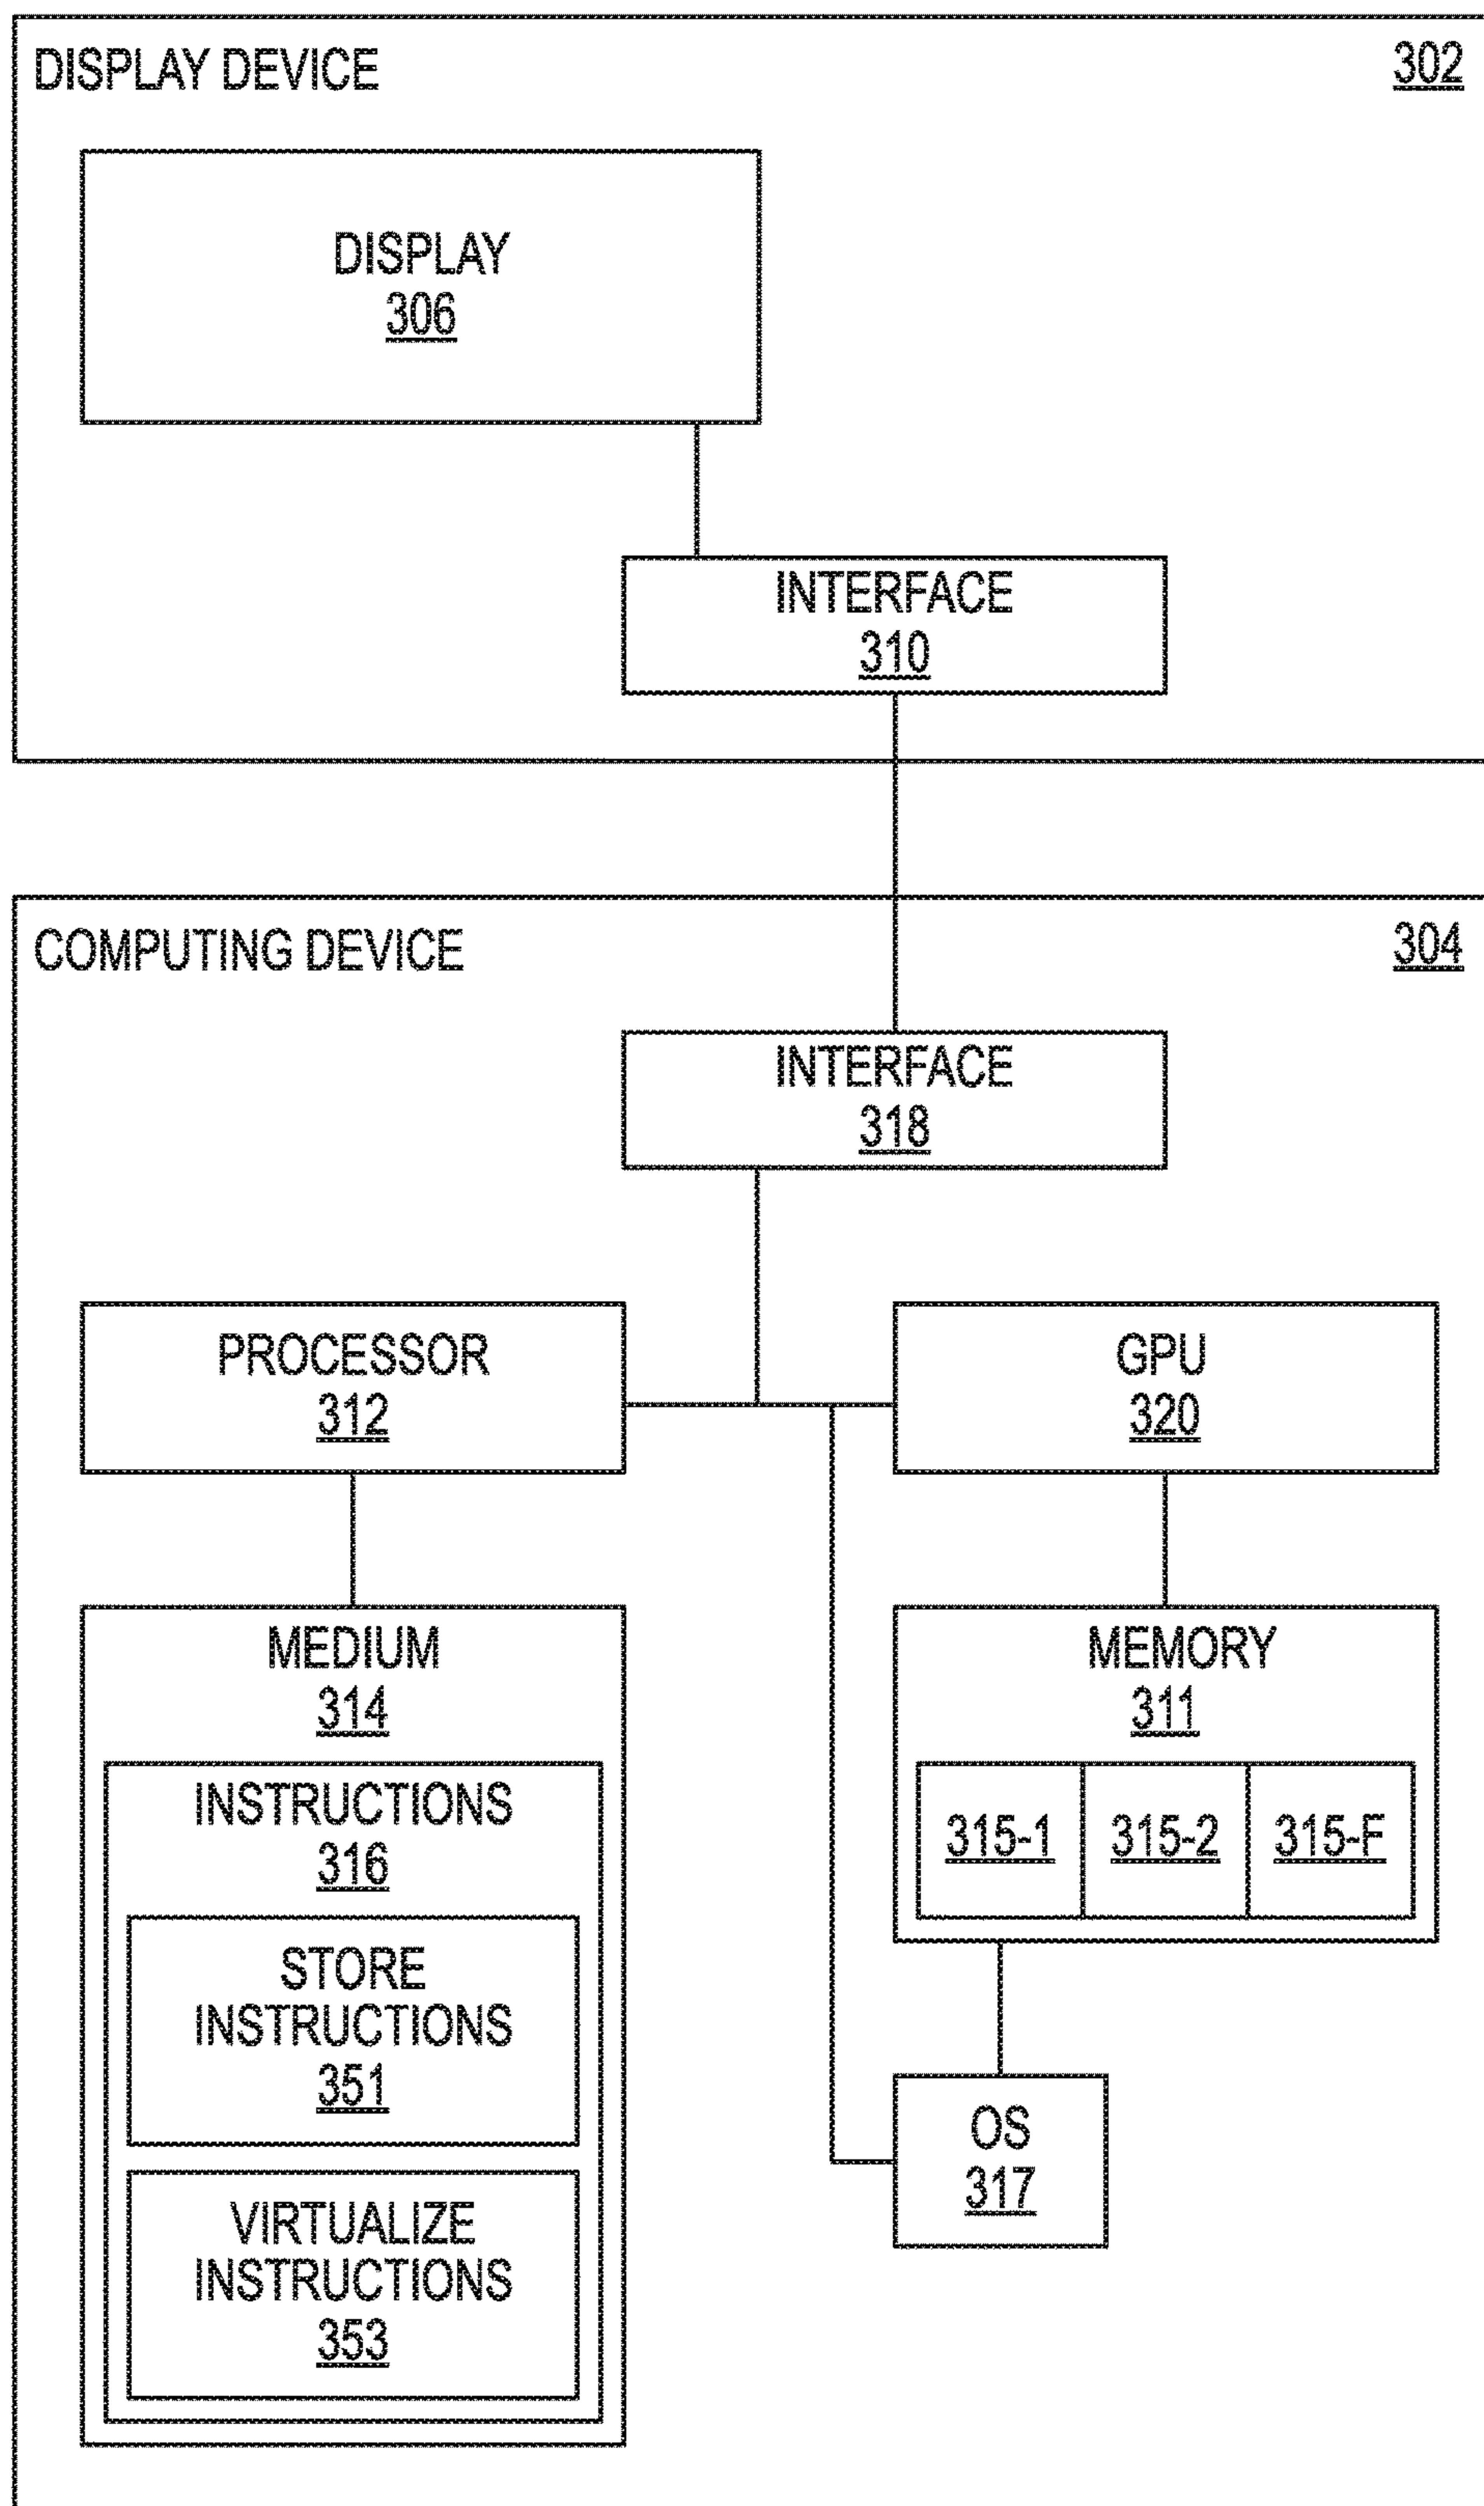 DISPLAY DEVICE 302
DISPLAY
306
INTERFACE
310
COMPUTING DEVICE 304
INTERFACE
318
PROCESSOR
312
GPU
320
MEDIUM
314
INSTRUCTIONS
316
STORE
INSTRUCTIONS
351
VIRTUALIZE
INSTRUCTIONS
353
MEMORY
311
315-1 315-2 315-F
OS
317